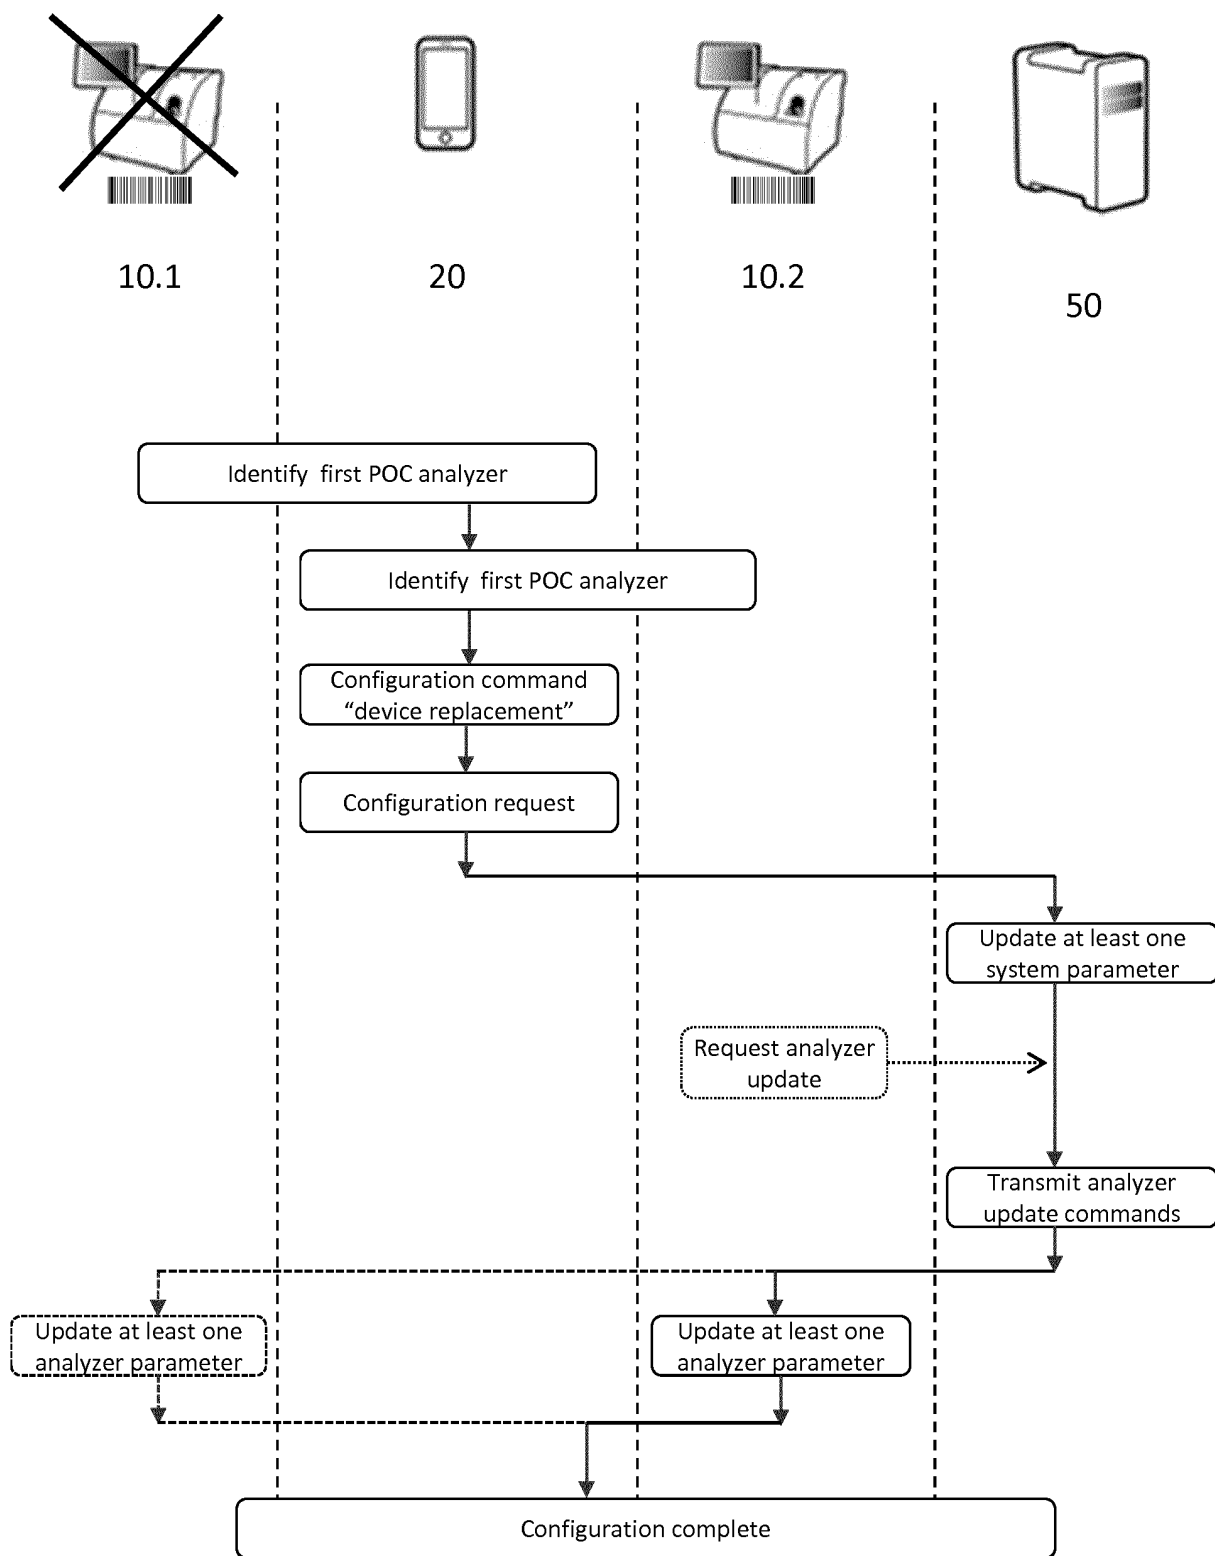 10.1
20
10.2
50
Identify first POC analyzer
Identify first POC analyzer
Configuration command
“device replacement”
Configuration request
Update at least one
system parameter
Request analyzer
update
Transmit analyzer
update commands
Update at least one
analyzer parameter
Update at least one
analyzer parameter
Configuration complete